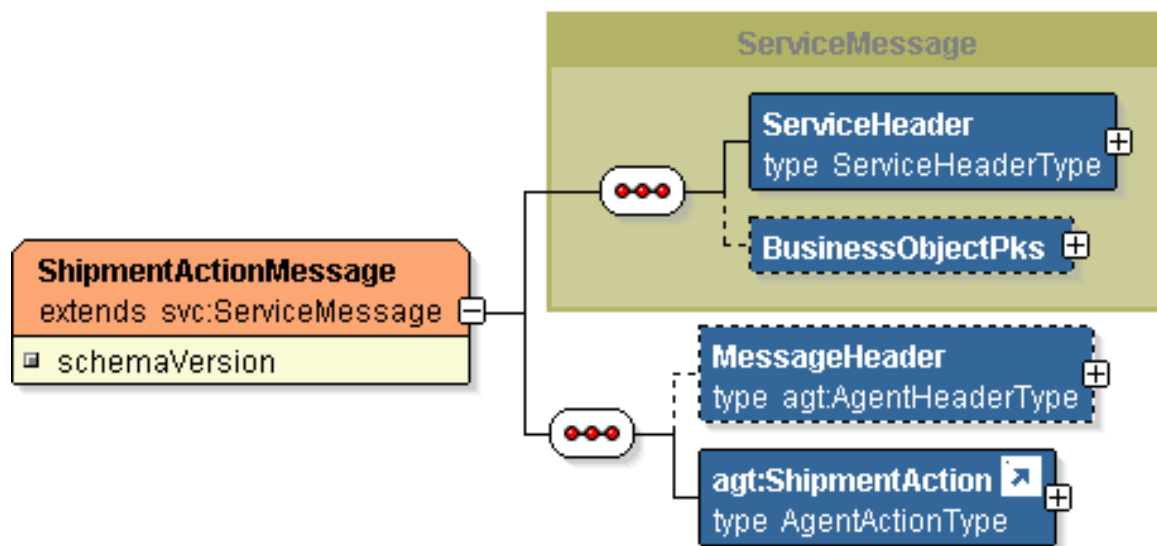 ServiceMessage
ServiceHeader
type ServiceHeaderType
BusinessObjectPks
ShipmentActionMessage
extends svc:ServiceMessage
schemaVersion
MessageHeader
type agt:AgentHeaderType
agt:ShipmentAction
type AgentActionType